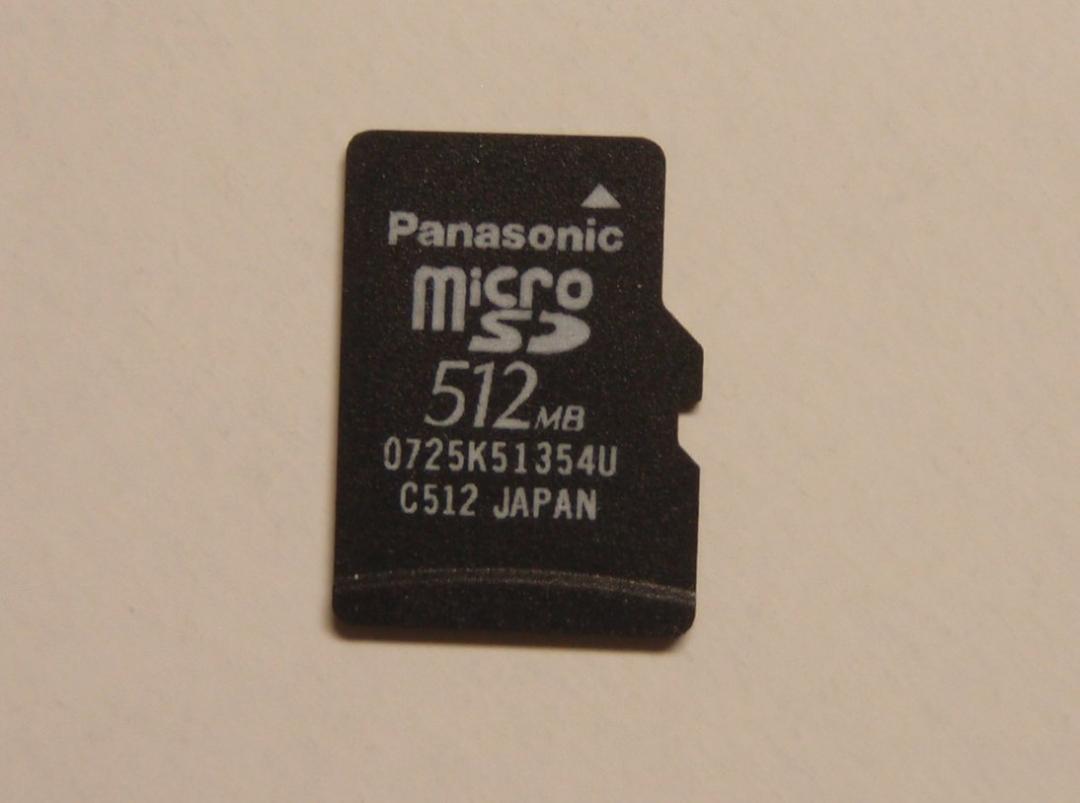 Panasonic
micro
SD
512MB
0725K51354U
C512 JAPAN